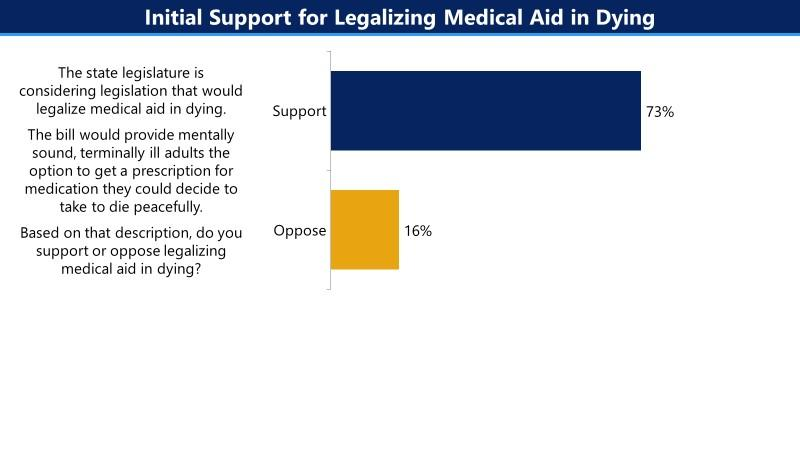 Initial Support for Legalizing Medical Aid in Dying
The state legislature is
considering legislation that would
legalize medical aid in dying.
The bill would provide mentally
sound, terminally ill adults the
option to get a prescription for
medication they could decide to
take to die peacefully.
Based on that description, do you
support or oppose legalizing
medical aid in dying?
Support 73%
Oppose 16%